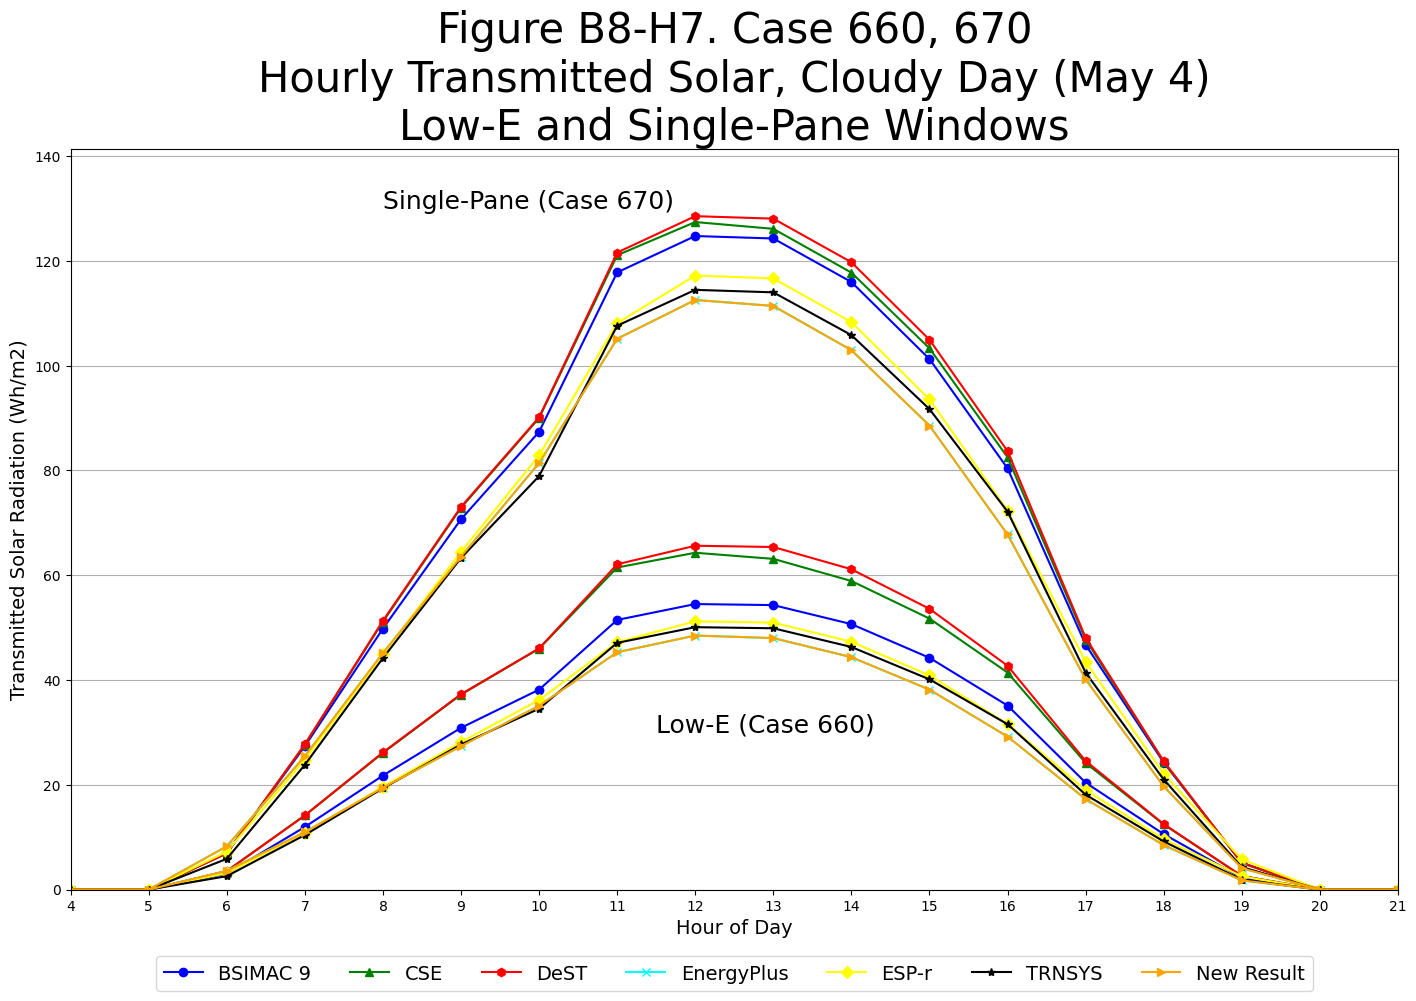 Figure B8-H7. Case 660, 670
Hourly Transmitted Solar, Cloudy Day (May 4)
Low-E and Single-Pane Windows
140
120
100
80
60
40
20
0
Transmitted Solar Radiation (Wh/m2)
Single-Pane (Case 670)
Low-E (Case 660)
4 5 6 7 8 9 10 11 12 13 14 15 16 17 18 19 20 21
Hour of Day
BSIMAC 9 CSE DeST EnergyPlus ESP-r TRNSYS New Result